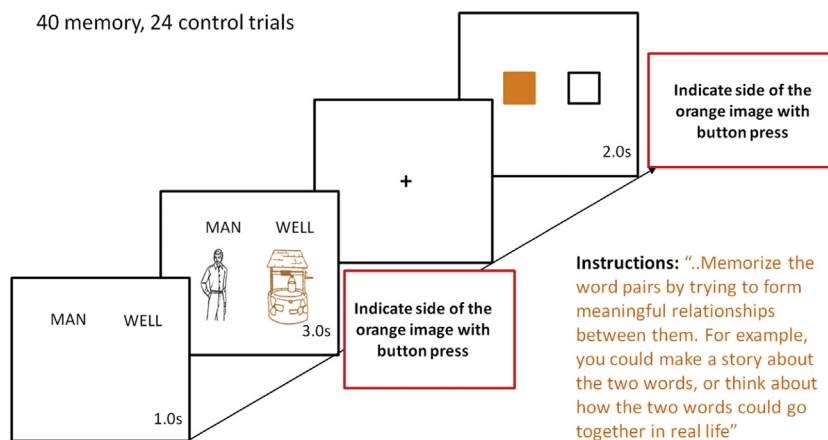 40 memory, 24 control trials
MAN WELL
1.0s
MAN WELL
3.0s
Indicate side of the
orange image with
button press
+
2.0s
Indicate side of the
orange image with
button press
Instructions: “..Memorize the
word pairs by trying to form
meaningful relationships
between them. For example,
you could make a story about
the two words, or think about
how the two words could go
together in real life”